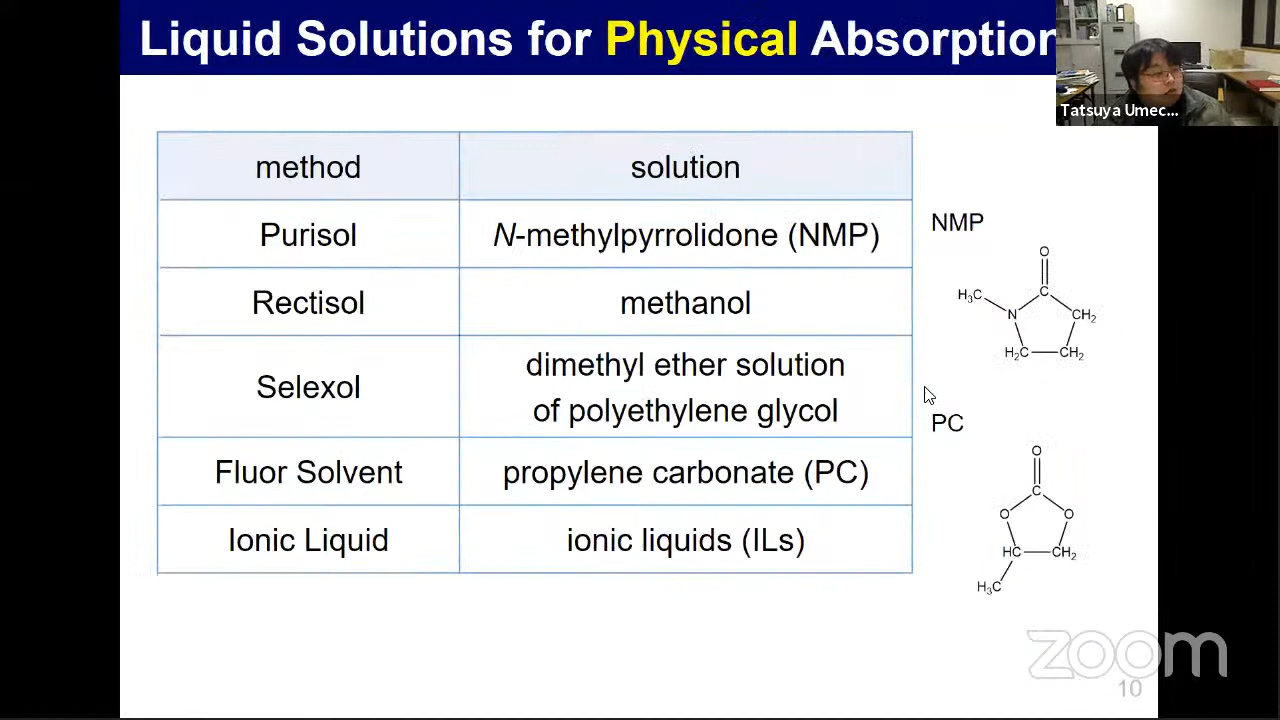 Liquid Solutions for Physical Absorption
Tatsuya Umec...
method
solution
Purisol
N-methylpyrrolidone (NMP)
Rectisol
methanol
Selexol
dimethyl ether solution
of polyethylene glycol
Fluor Solvent
propylene carbonate (PC)
Ionic Liquid
ionic liquids (ILs)
NMP
O
H₃C
C
N
CH₂
H₂C
CH₂
PC
O
C
O
O
HC
CH₂
H₃C
zoom
10